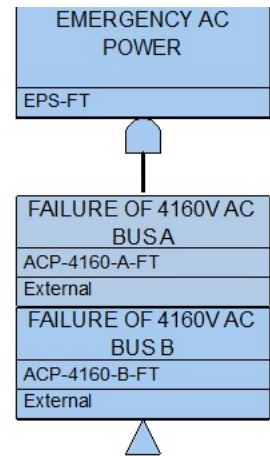 EMERGENCY AC
POWER
EPS-FT
FAILURE OF 4160V AC
BUS A
ACP-4160-A-FT
External
FAILURE OF 4160V AC
BUS B
ACP-4160-B-FT
External